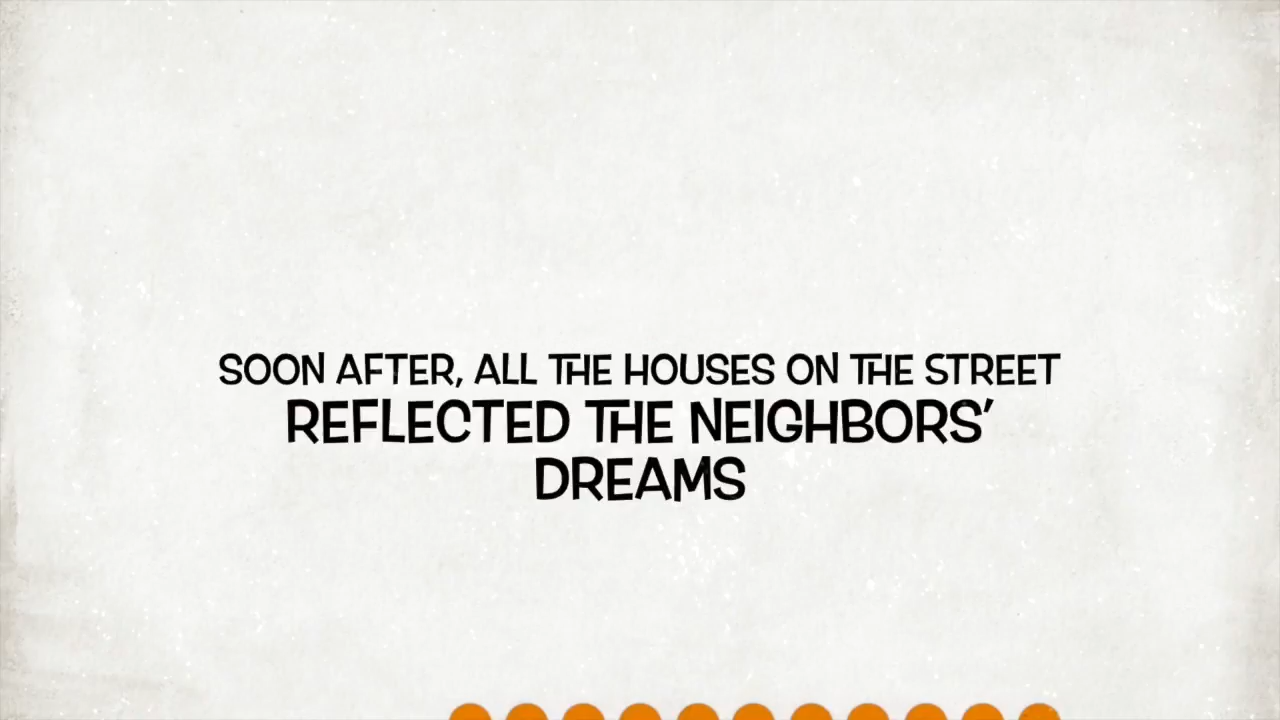 SOON AFTER, ALL THE HOUSES ON THE STREET
REFLECTED THE NEIGHBORS’
DREAMS